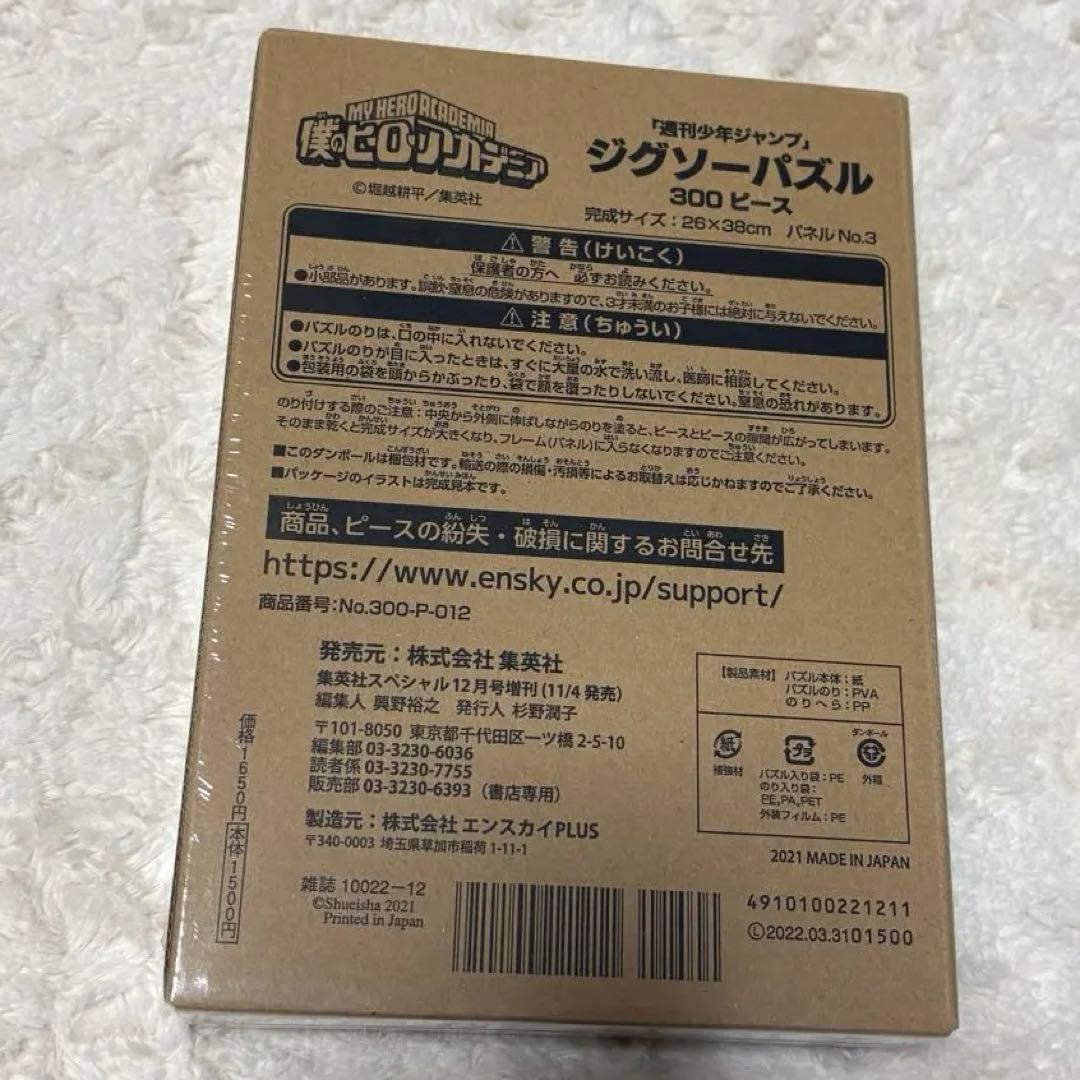 MY HERO ACADEMIA
僕のヒーローアカデミア
©堀越耕平/集英社
「週刊少年ジャンプ」
ジグソーパズル
300 ピース
完成サイズ:26×38cm パネルNo.3
⚠ 警告(けいこく)
保護者の方へ 必ずお読みください。
●小部品があります。誤飲・窒息の危険がありますので、3才未満のお子様には絶対に与えないでください。
⚠ 注意(ちゅうい)
●パズルのりは、口の中に入れないでください。
●パズルのりが目に入ったときは、すぐに大量の水で洗い流し、医師に相談してください。
●包装用の袋を頭からかぶったり、袋で顔を覆ったりしないでください。窒息の恐れがあります。
のり付けする際のご注意:中央から外側に伸ばしながらのりを塗ると、ピースとピースの隙間が広がってしまいます。
そのまま乾くと完成サイズが大きくなり、フレーム(パネル)に入らなくなりますのでご注意ください。
■このダンボールは梱包材です。輸送の際の損傷・汚損等によるお取替えは応じかねますのでご了承ください。
■パッケージのイラストは完成見本です。
商品、ピースの紛失・破損に関するお問合せ先
https://www.ensky.co.jp/support/
商品番号:No.300-P-012
発売元:株式会社 集英社
集英社スペシャル12月号増刊(11/4発売)
編集人 興野裕之 発行人 杉野潤子
〒101-8050 東京都千代田区一ツ橋2-5-10
編集部 03-3230-6036
読者係 03-3230-7755
販売部 03-3230-6393(書店専用)
製造元:株式会社 エンスカイPLUS
〒340-0003 埼玉県草加市稲荷1-11-1
価格1650円 本体1500円
【製品素材】パズル本体:紙
パズルのり:PVA
のりへら:PP
紙
補強材
プラ
パズル入り袋:PE
のり入り袋:
PE,PA,PET
外装フィルム:PE
ダンボール
外箱
2021 MADE IN JAPAN
雑誌 10022-12
©Shueisha 2021
Printed in Japan
4910100221211
Ⓛ2022.03.31 01500